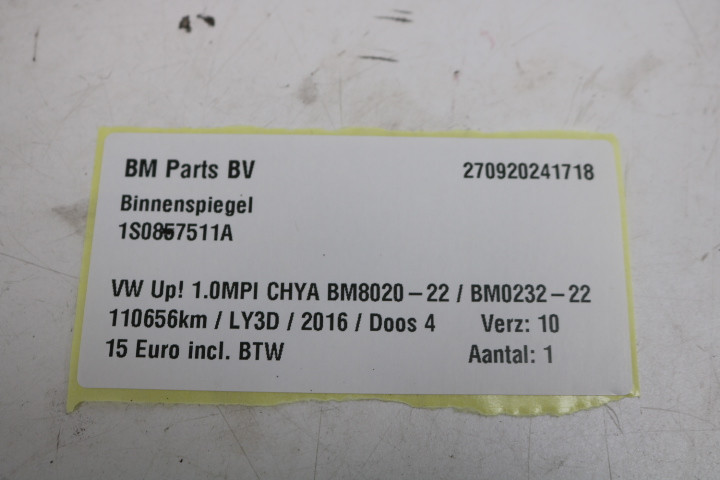 BM Parts BV 270920241718
Binnenspiegel
1S0857511A
VW Up! 1.0MPI CHYA BM8020-22 / BM0232-22
110656km / LY3D / 2016 / Doos 4 Verz: 10
15 Euro incl. BTW Aantal: 1